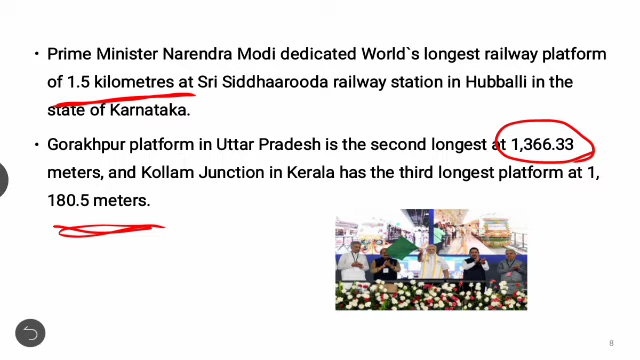 • Prime Minister Narendra Modi dedicated World`s longest railway platform
of 1.5 kilometres at Sri Siddhaarooda railway station in Hubballi in the
state of Karnataka.
• Gorakhpur platform in Uttar Pradesh is the second longest at 1,366.33
meters, and Kollam Junction in Kerala has the third longest platform at 1,
180.5 meters.
8